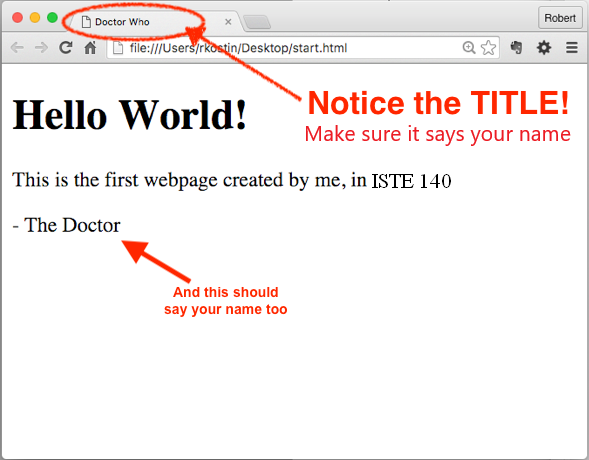 Doctor Who
Robert
file:///Users/rkostin/Desktop/start.html
Notice the TITLE!
Make sure it says your name
Hello World!
This is the first webpage created by me, in ISTE 140
- The Doctor
And this should
say your name too